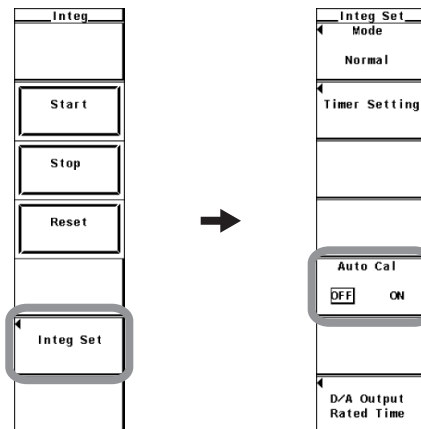 Integ
Start
Stop
Reset
Integ Set
Integ Set
Mode
Normal
Timer Setting
Auto Cal
OFF ON
D/A Output
Rated Time